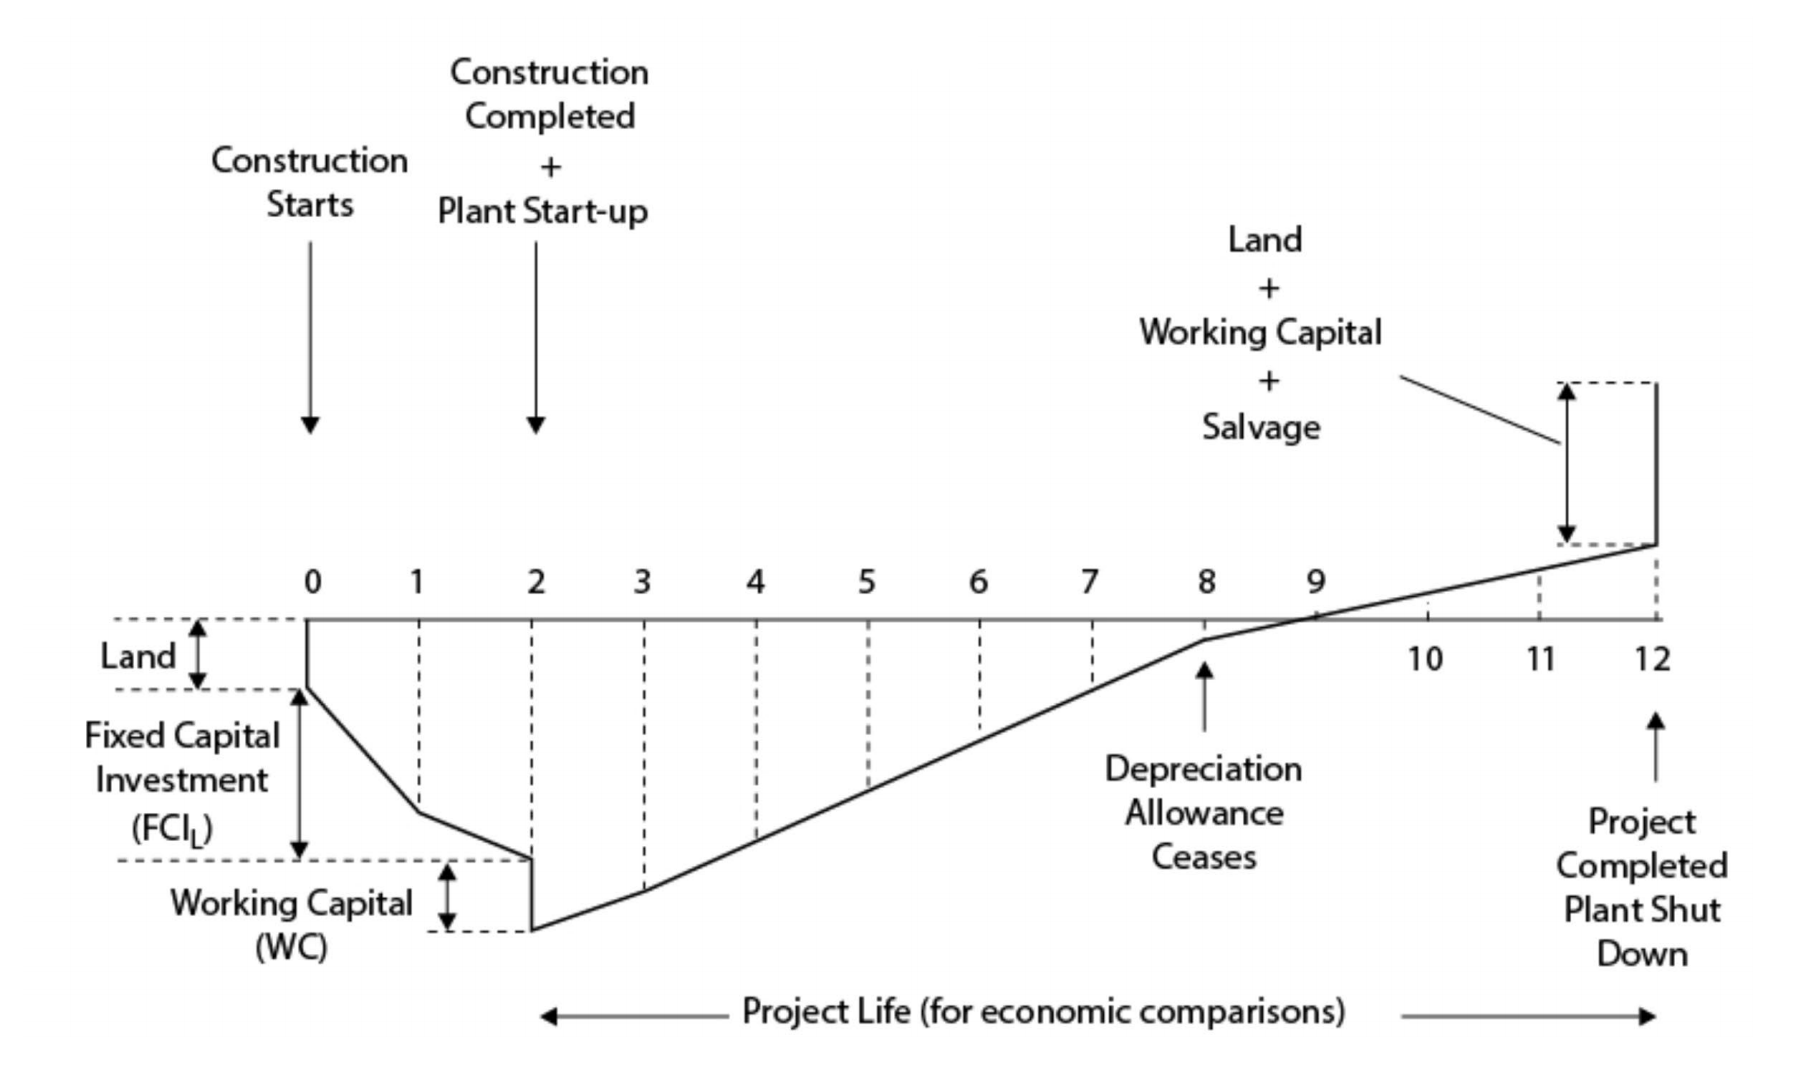 Construction
Completed
+
Plant Start-up
Construction
Starts
Land
+
Working Capital
+
Salvage
0 1 2 3 4 5 6 7 8 9
10 11 12
Land
Fixed Capital
Investment
(FCI_L)
Working Capital
(WC)
Depreciation
Allowance
Ceases
Project
Completed
Plant Shut
Down
Project Life (for economic comparisons)